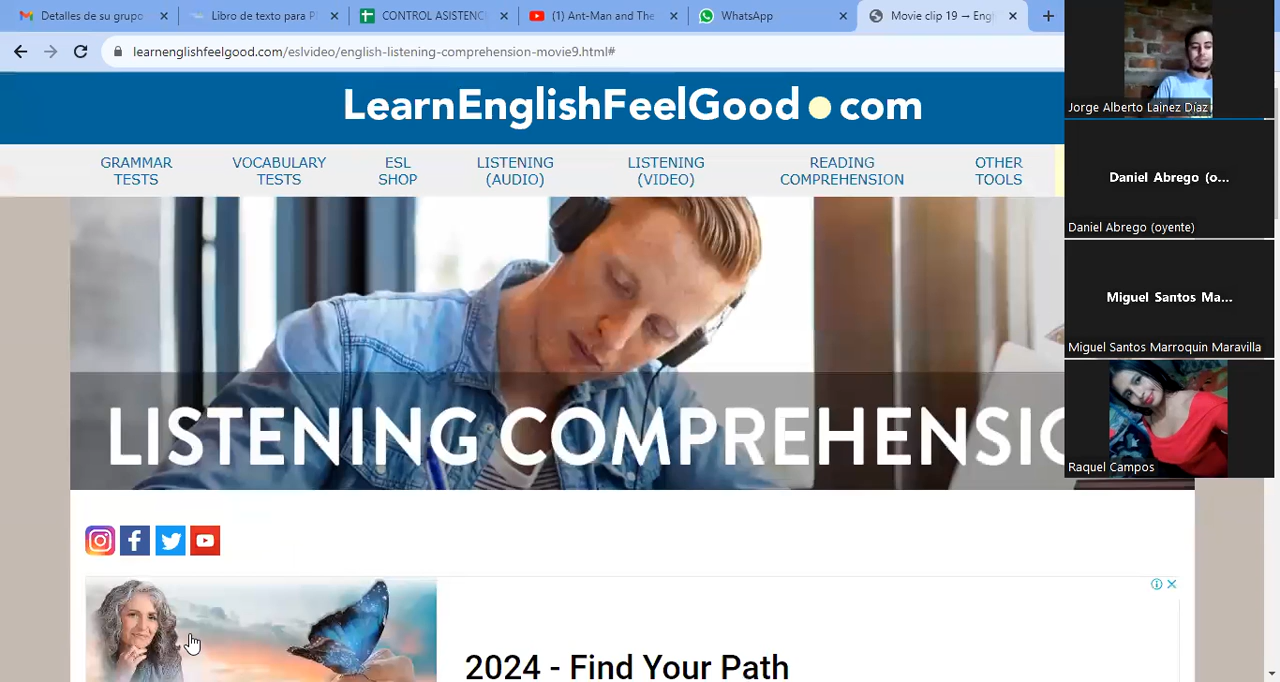 Detalles de su grupo
Libro de texto para P
CONTROL ASISTENC
(1) Ant-Man and The
WhatsApp
Movie clip 19 → Eng
learnenglishfeelgood.com/eslvideo/english-listening-comprehension-movie9.html#
LearnEnglishFeelGood.com
GRAMMAR
TESTS
VOCABULARY
TESTS
ESL
SHOP
LISTENING
(AUDIO)
LISTENING
(VIDEO)
READING
COMPREHENSION
OTHER
TOOLS
LISTENING COMPREHENSIO
2024 - Find Your Path
Jorge Alberto Lainez Díaz
Daniel Abrego (o...
Daniel Abrego (oyente)
Miguel Santos Ma...
Miguel Santos Marroquin Maravilla
Raquel Campos